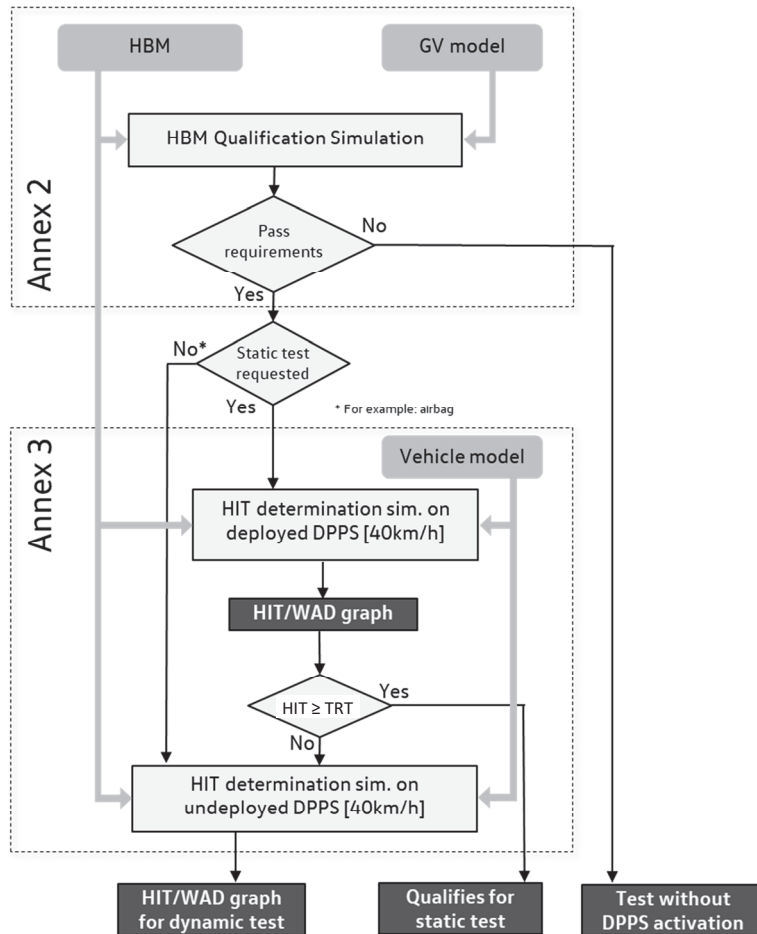 HBM
GV model
HBM Qualification Simulation
Annex 2
Pass
requirements
No
Yes
No*
Static test
requested
Yes
* For example: airbag
Annex 3
Vehicle model
HIT determination sim. on
deployed DPPS [40km/h]
HIT/WAD graph
HIT ≥ TRT
Yes
No
HIT determination sim. on
undeployed DPPS [40km/h]
HIT/WAD graph
for dynamic test
Qualifies for
static test
Test without
DPPS activation